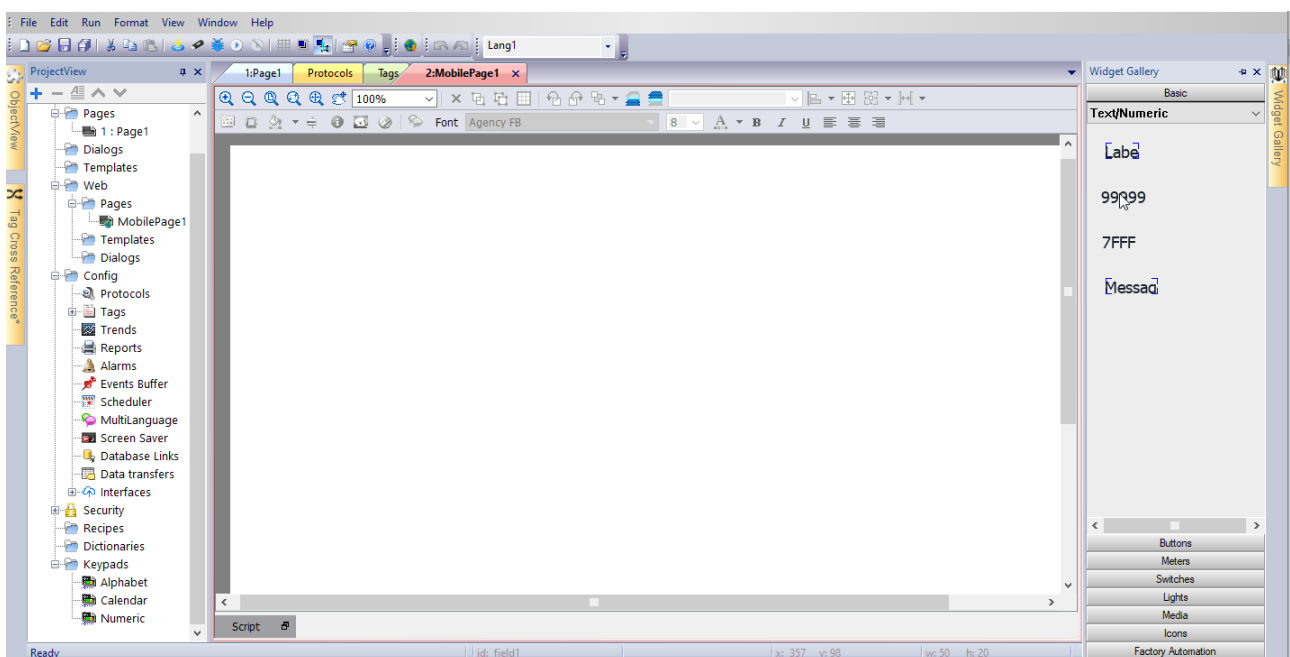 File Edit Run Format View Window Help
Lang1
ProjectView
1:Page1 Protocols Tags 2:MobilePage1
Widget Gallery
ObjectView
Tag Cross Reference*
Pages
1 : Page1
Dialogs
Templates
Web
Pages
MobilePage1
Templates
Dialogs
Config
Protocols
Tags
Trends
Reports
Alarms
Events Buffer
Scheduler
MultiLanguage
Screen Saver
Database Links
Data transfers
Interfaces
Security
Recipes
Dictionaries
Keypads
Alphabet
Calendar
Numeric
100%
Font Agency FB 8 A B I U
Script
Basic
Text/Numeric
Labe
99999
7FFF
Messag
Buttons
Meters
Switches
Lights
Media
Icons
Factory Automation
Widget Gallery
Ready id: field1 x: 357 y: 98 w: 50 h: 20